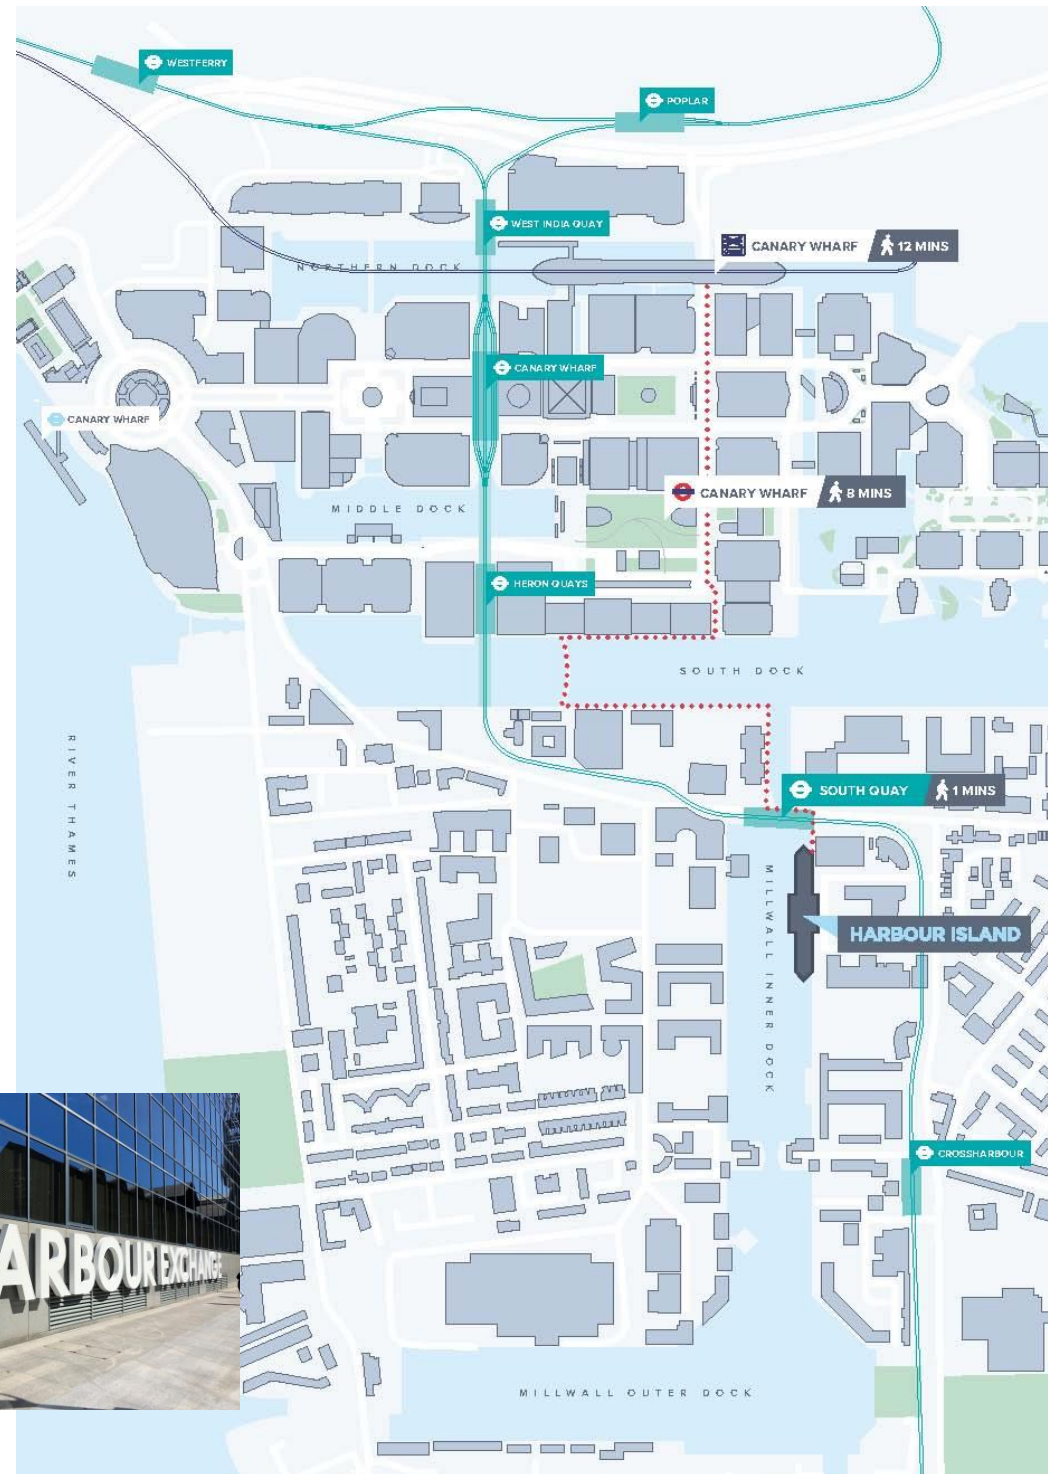 WESTFERRY
POPLAR
WEST INDIA QUAY
CANARY WHARF 12 MINS
NORTHERN DOCK
CANARY WHARF
CANARY WHARF
CANARY WHARF 8 MINS
MIDDLE DOCK
HERON QUAYS
SOUTH DOCK
RIVER THAMES
SOUTH QUAY 1 MINS
MILLWALL INNER DOCK
HARBOUR ISLAND
CROSSHARBOUR
ARBOUR EXCHANGE
MILLWALL OUTER DOCK